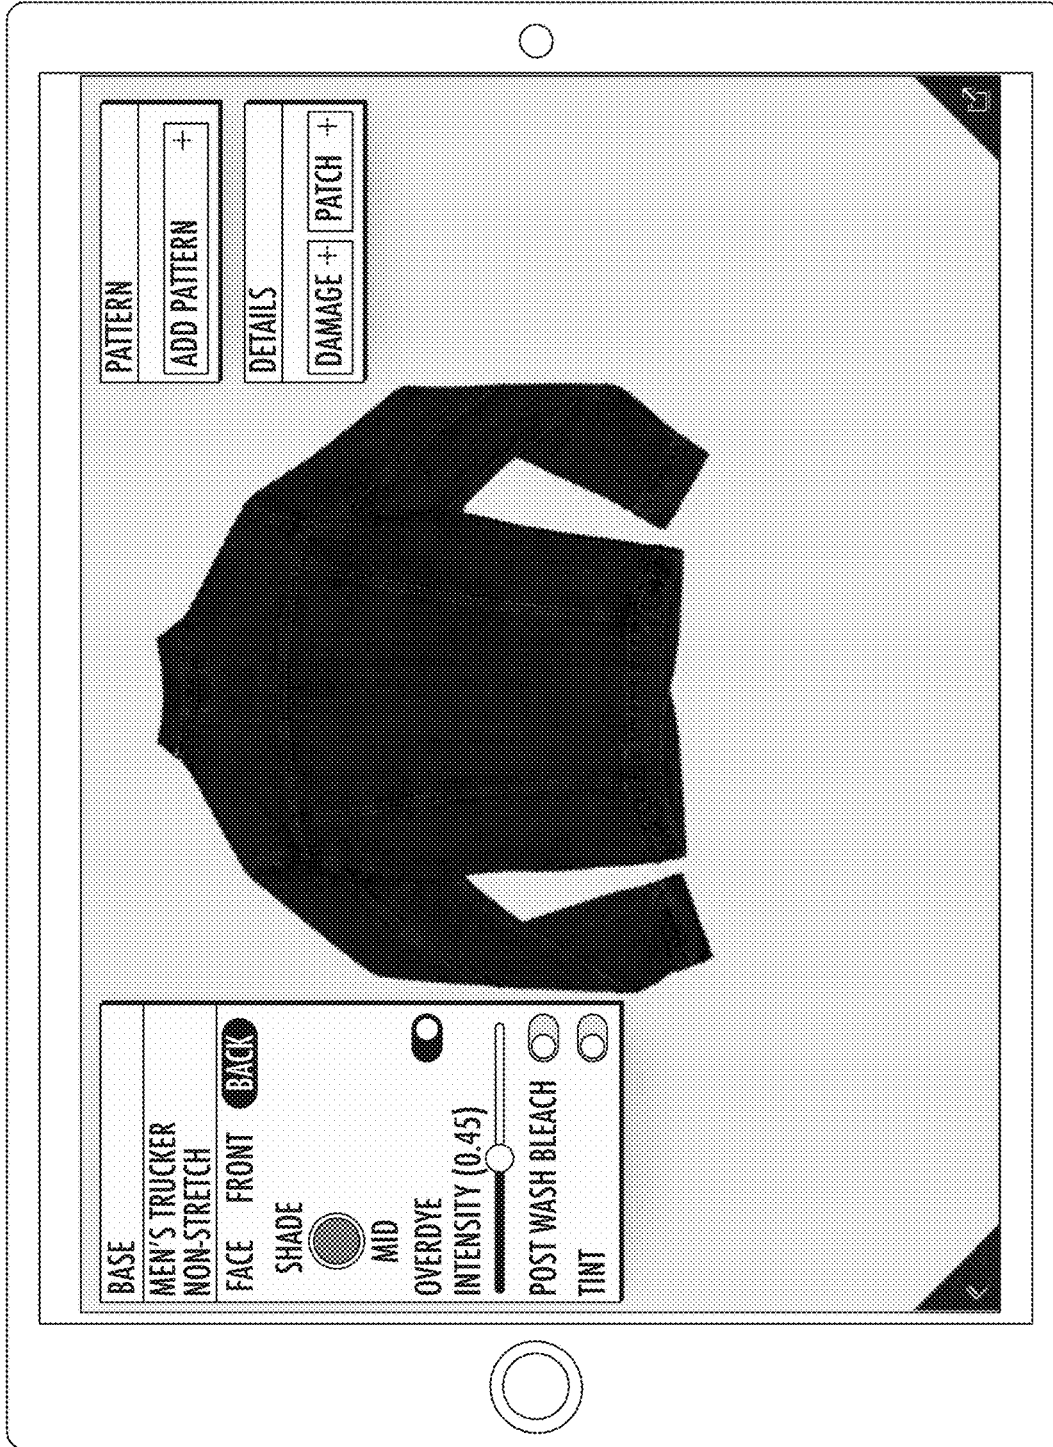 BASE
MEN'S TRUCKER
NON-STRETCH
FACE FRONT BACK
SHADE
MID
OVERDYE
INTENSITY (0.45)
POST WASH BLEACH
TINT
PATTERN
ADD PATTERN +
DETAILS
DAMAGE + PATCH +